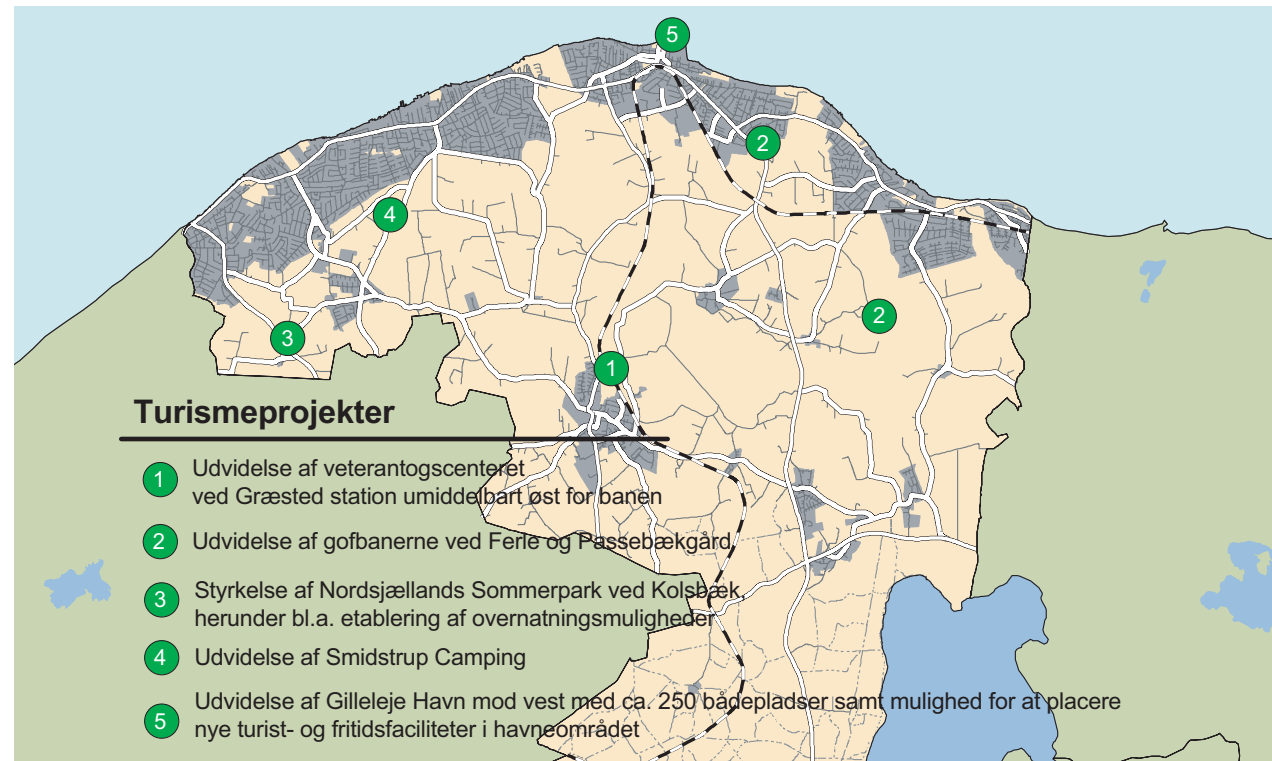 5
2
4
2
3
1
Turismeprojekter
1 Udvidelse af veterantogscenteret
ved Græsted station umiddelbart øst for banen
2 Udvidelse af gofbanerne ved Ferle og Passebækgård
3 Styrkelse af Nordsjællands Sommerpark ved Kolsbæk,
herunder bl.a. etablering af overnatningsmuligheder
4 Udvidelse af Smidstrup Camping
5 Udvidelse af Gilleleje Havn mod vest med ca. 250 bådepladser samt mulighed for at placere
nye turist- og fritidsfaciliteter i havneområdet